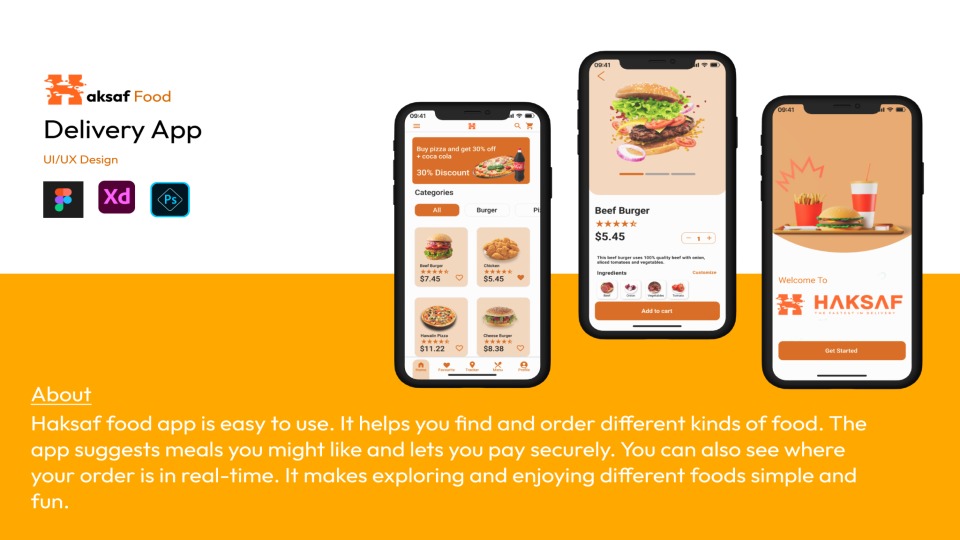 Haksaf Food
Delivery App
UI/UX Design
Xd
Ps
09:41
Buy pizza and get 30% off
+ coca cola
30% Discount
Categories
All
Burger
Beef Burger
$7.45
Chicken
$5.45
Hawaiin Pizza
$11.22
Cheese Burger
$8.38
Home
Favourite
Tracker
Menu
Profile
09:41
Beef Burger
$5.45
− 1 +
This beef burger uses 100% quality beef with onion,
sliced tomatoes and vegetables.
Ingredients
Customize
Beef
Onion
Vegetables
Tomato
Add to cart
09:41
Welcome To
HAKSAF
THE FASTEST IN DELIVERY
Get Started
About
Haksaf food app is easy to use. It helps you find and order different kinds of food. The
app suggests meals you might like and lets you pay securely. You can also see where
your order is in real-time. It makes exploring and enjoying different foods simple and
fun.